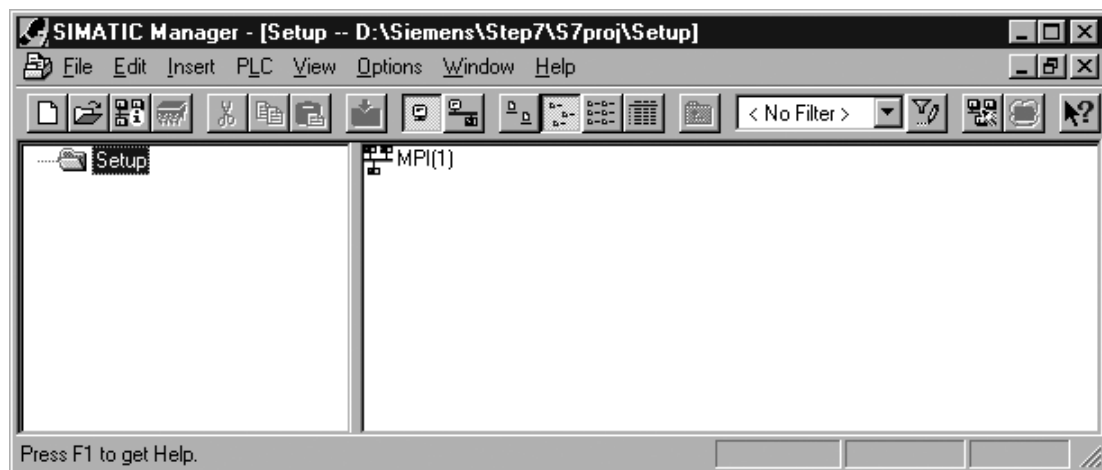 SIMATIC Manager - [Setup -- D:\Siemens\Step7\S7proj\Setup]
File Edit Insert PLC View Options Window Help
< No Filter >
Setup
MPI(1)
Press F1 to get Help.